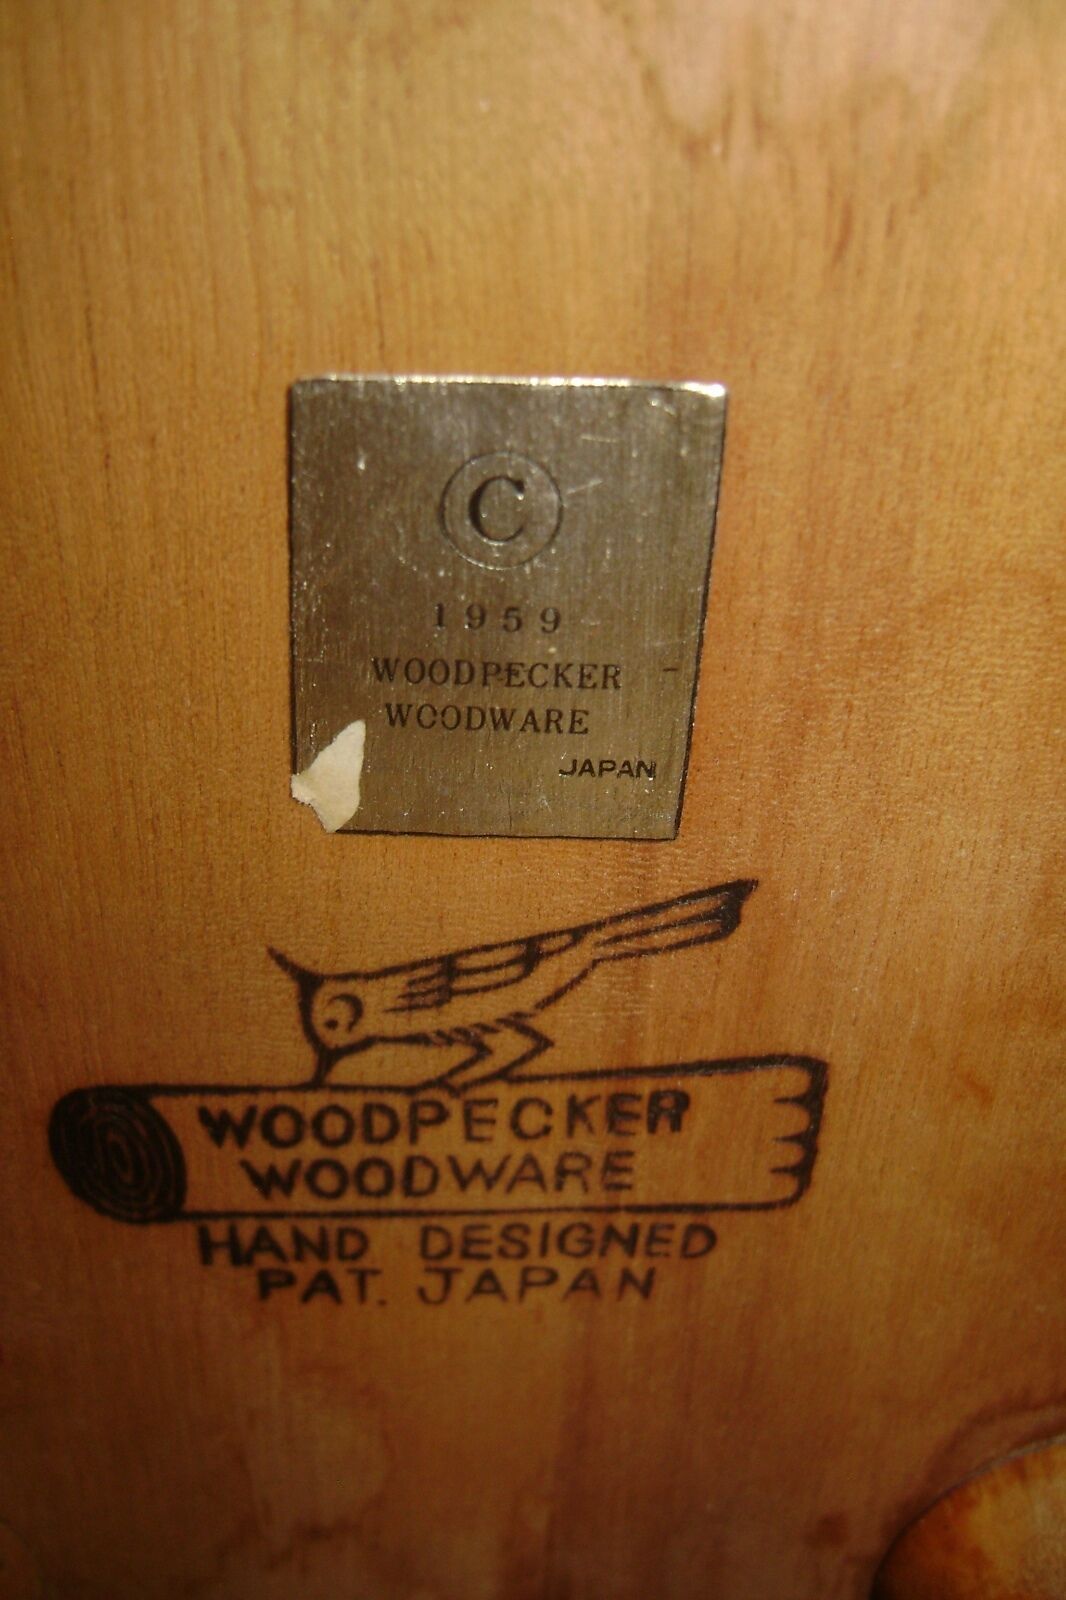 ©
1959
WOODPECKER
WOODWARE
JAPAN
WOODPECKER
WOODWARE
HAND DESIGNED
PAT. JAPAN